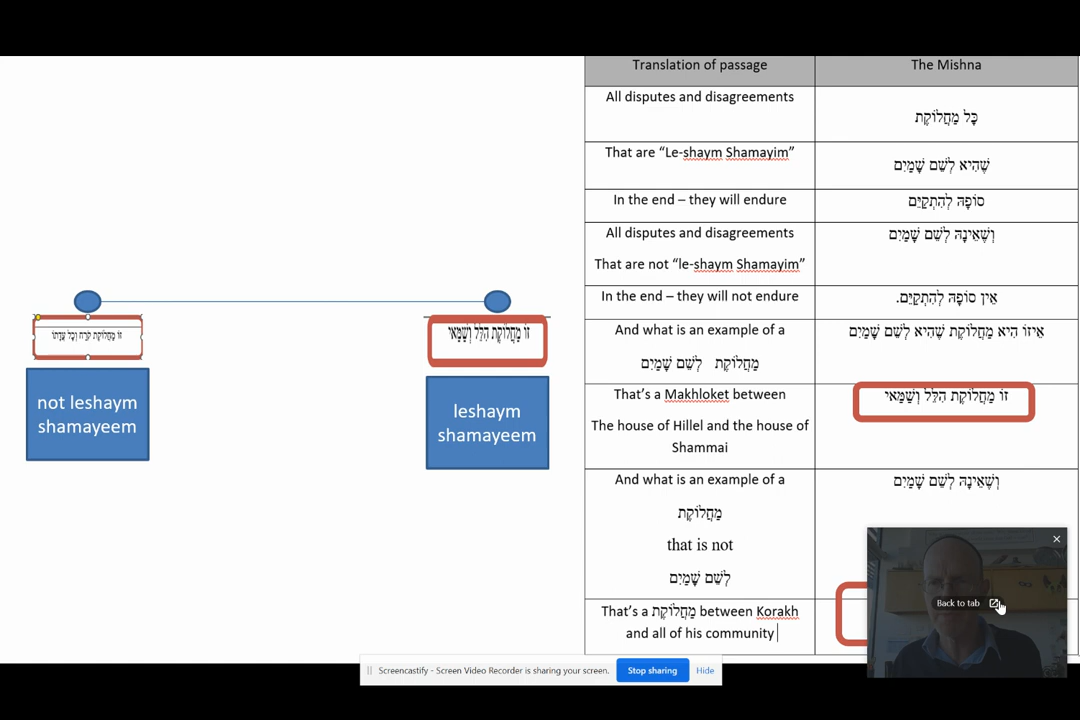 Translation of passage
The Mishna
All disputes and disagreements
כָּל מַחֲלוֹקֶת
That are “Le-shaym Shamayim”
שֶׁהִיא לְשֵׁם שָׁמַיִם
In the end – they will endure
סוֹפָהּ לְהִתְקַיֵּם
All disputes and disagreements
That are not “le-shaym Shamayim”
וְשֶׁאֵינָהּ לְשֵׁם שָׁמַיִם
In the end – they will not endure
אֵין סוֹפָהּ לְהִתְקַיֵּם.
And what is an example of a
מַחֲלוֹקֶת לְשֵׁם שָׁמַיִם
אֵיזוֹ הִיא מַחֲלוֹקֶת שֶׁהִיא לְשֵׁם שָׁמַיִם
That’s a Makhloket between
The house of Hillel and the house of
Shammai
זוֹ מַחֲלוֹקֶת הִלֵּל וְשַׁמַּאי
And what is an example of a
מַחֲלוֹקֶת
that is not
לְשֵׁם שָׁמַיִם
וְשֶׁאֵינָהּ לְשֵׁם שָׁמַיִם
That’s a מַחֲלוֹקֶת between Korakh
and all of his community
זוֹ מַחֲלוֹקֶת קֹרַח וְכָל עֲדָתוֹ
not leshaym
shamayeem
זוֹ מַחֲלוֹקֶת הִלֵּל וְשַׁמַּאי
leshaym
shamayeem
Back to tab
Screencastify - Screen Video Recorder is sharing your screen.
Stop sharing
Hide